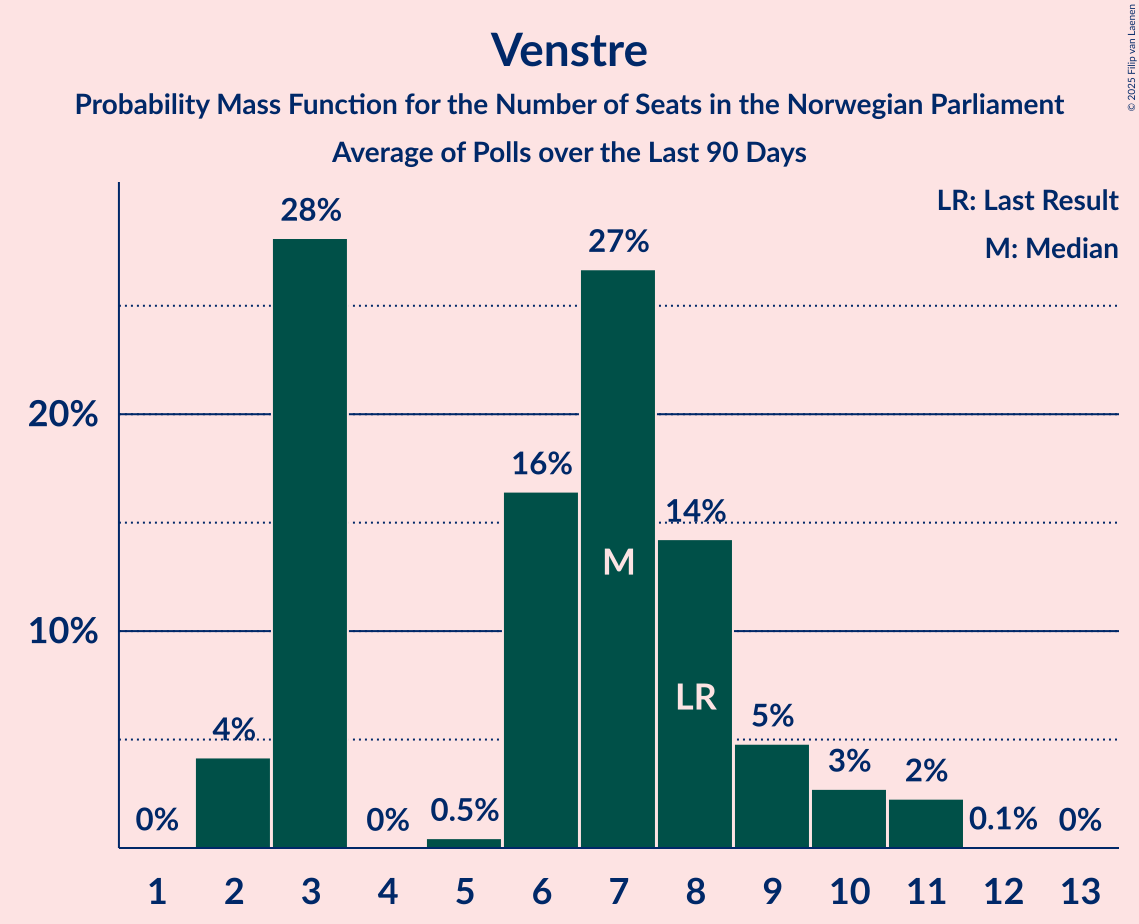 Venstre
Probability Mass Function for the Number of Seats in the Norwegian Parliament
Average of Polls over the Last 90 Days
© 2025 Filip van Laenen
LR: Last Result
M: Median
28%
27%
20%
16%
14%
M
10%
LR
5%
4%
3%
2%
0%
0%
0.5%
0.1%
0%
1 2 3 4 5 6 7 8 9 10 11 12 13